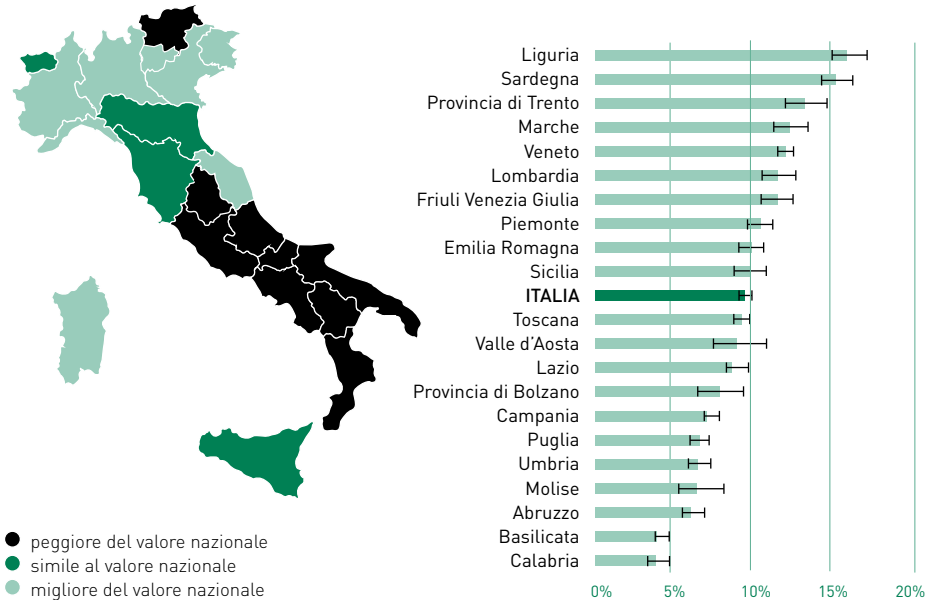 Liguria
Sardegna
Provincia di Trento
Marche
Veneto
Lombardia
Friuli Venezia Giulia
Piemonte
Emilia Romagna
Sicilia
ITALIA
Toscana
Valle d'Aosta
Lazio
Provincia di Bolzano
Campania
Puglia
Umbria
Molise
Abruzzo
Basilicata
Calabria
0% 5% 10% 15% 20%
peggiore del valore nazionale
simile al valore nazionale
migliore del valore nazionale